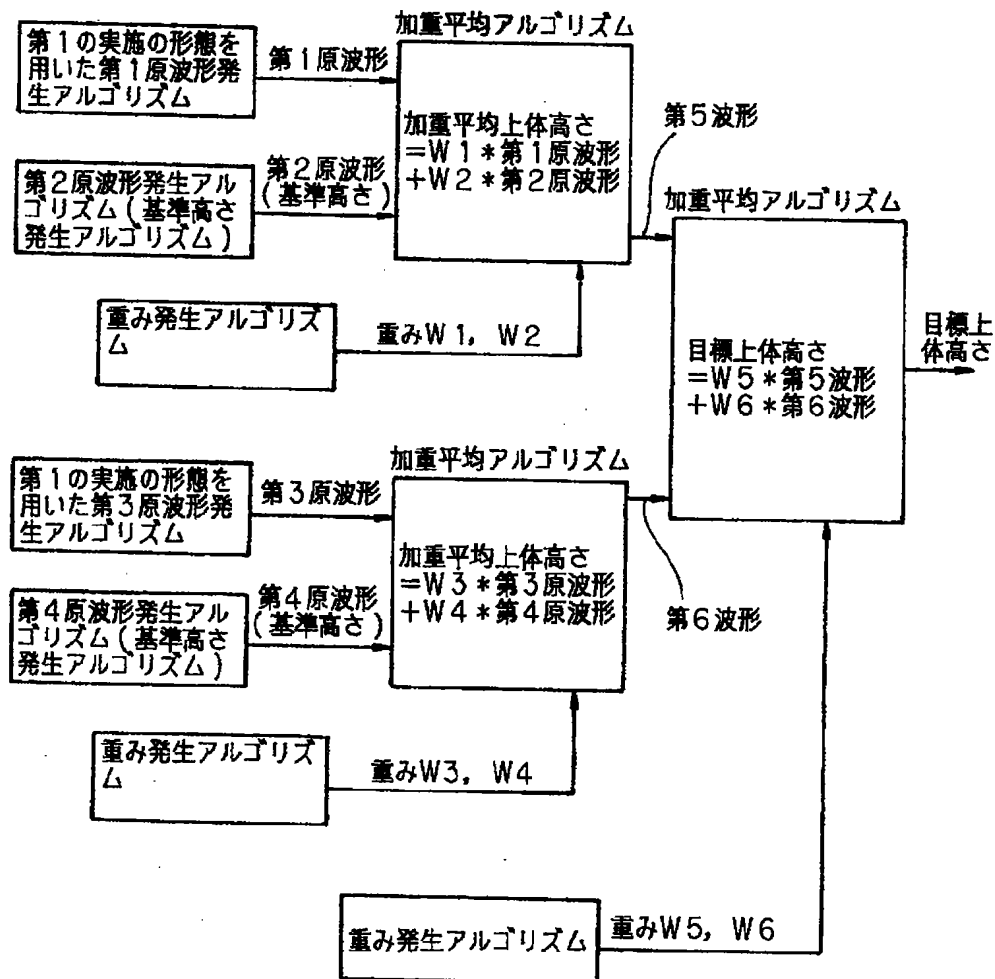 加重平均アルゴリズム
第1の実施の形態を
用いた第1原波形発
生アルゴリズム
第1原波形
加重平均上体高さ
=W1*第1原波形
+W2*第2原波形
第5波形
第2原波形発生アル
ゴリズム(基準高さ
発生アルゴリズム)
第2原波形
(基準高さ)
加重平均アルゴリズム
重み発生アルゴリズ
ム
重みW1, W2
目標上体高さ
=W5*第5波形
+W6*第6波形
目標上
体高さ
加重平均アルゴリズム
第1の実施の形態を
用いた第3原波形発
生アルゴリズム
第3原波形
加重平均上体高さ
=W3*第3原波形
+W4*第4原波形
第6波形
第4原波形発生アル
ゴリズム(基準高さ
発生アルゴリズム)
第4原波形
(基準高さ)
重み発生アルゴリズ
ム
重みW3, W4
重み発生アルゴリズム
重みW5, W6